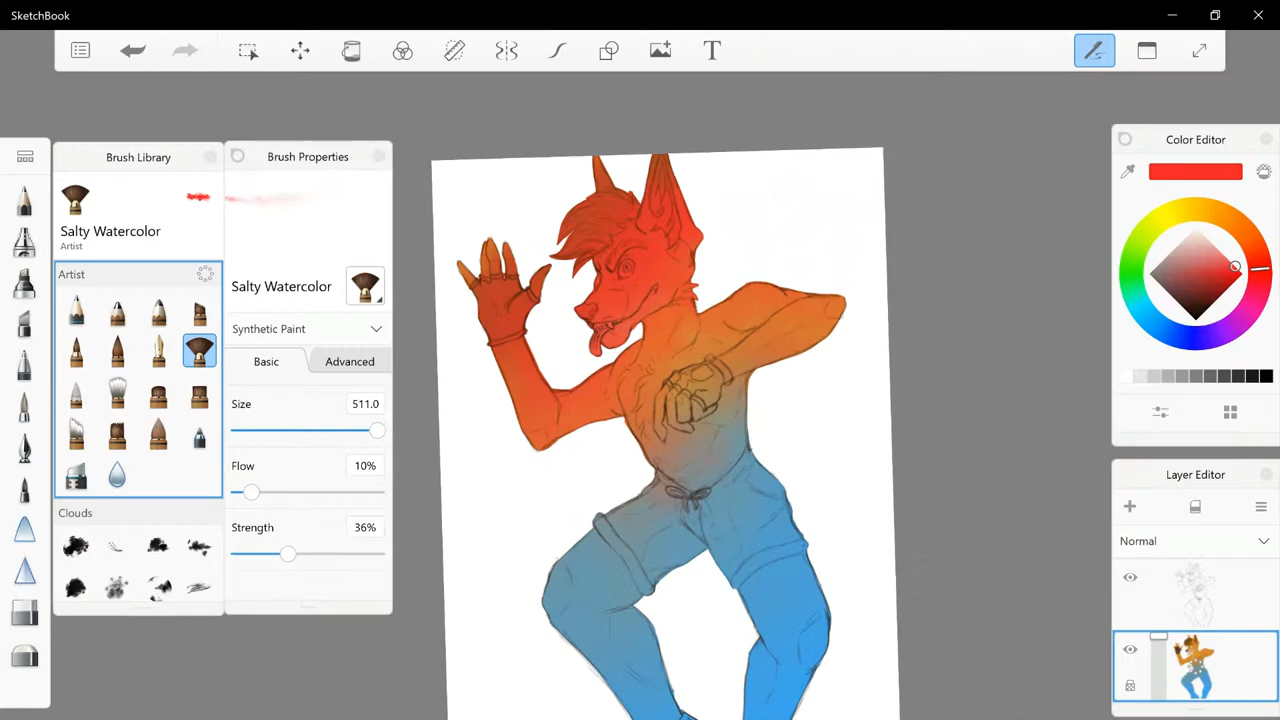 SketchBook
T
Brush Library
Brush Properties
Color Editor
Salty Watercolor
Artist
Salty Watercolor
Artist
Synthetic Paint
Basic
Advanced
Size
511.0
Flow
10%
Layer Editor
Clouds
Strength
36%
Normal